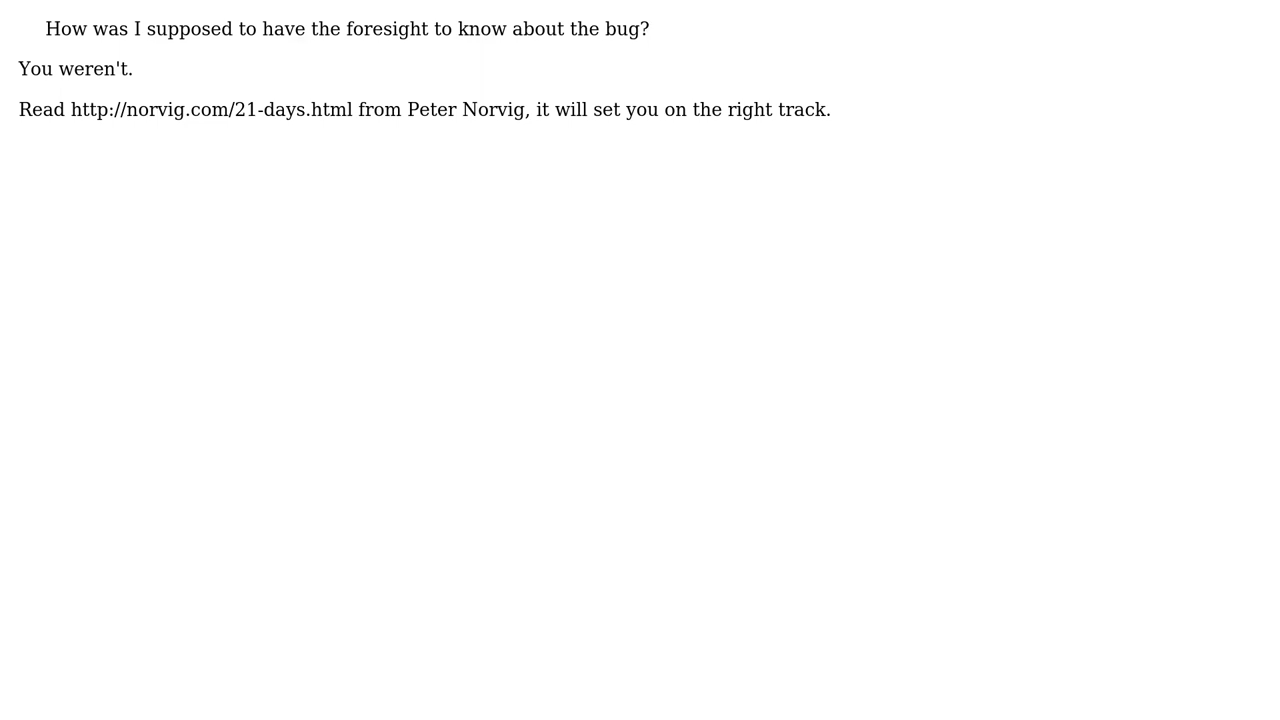 How was I supposed to have the foresight to know about the bug?
You weren't.
Read http://norvig.com/21-days.html from Peter Norvig, it will set you on the right track.